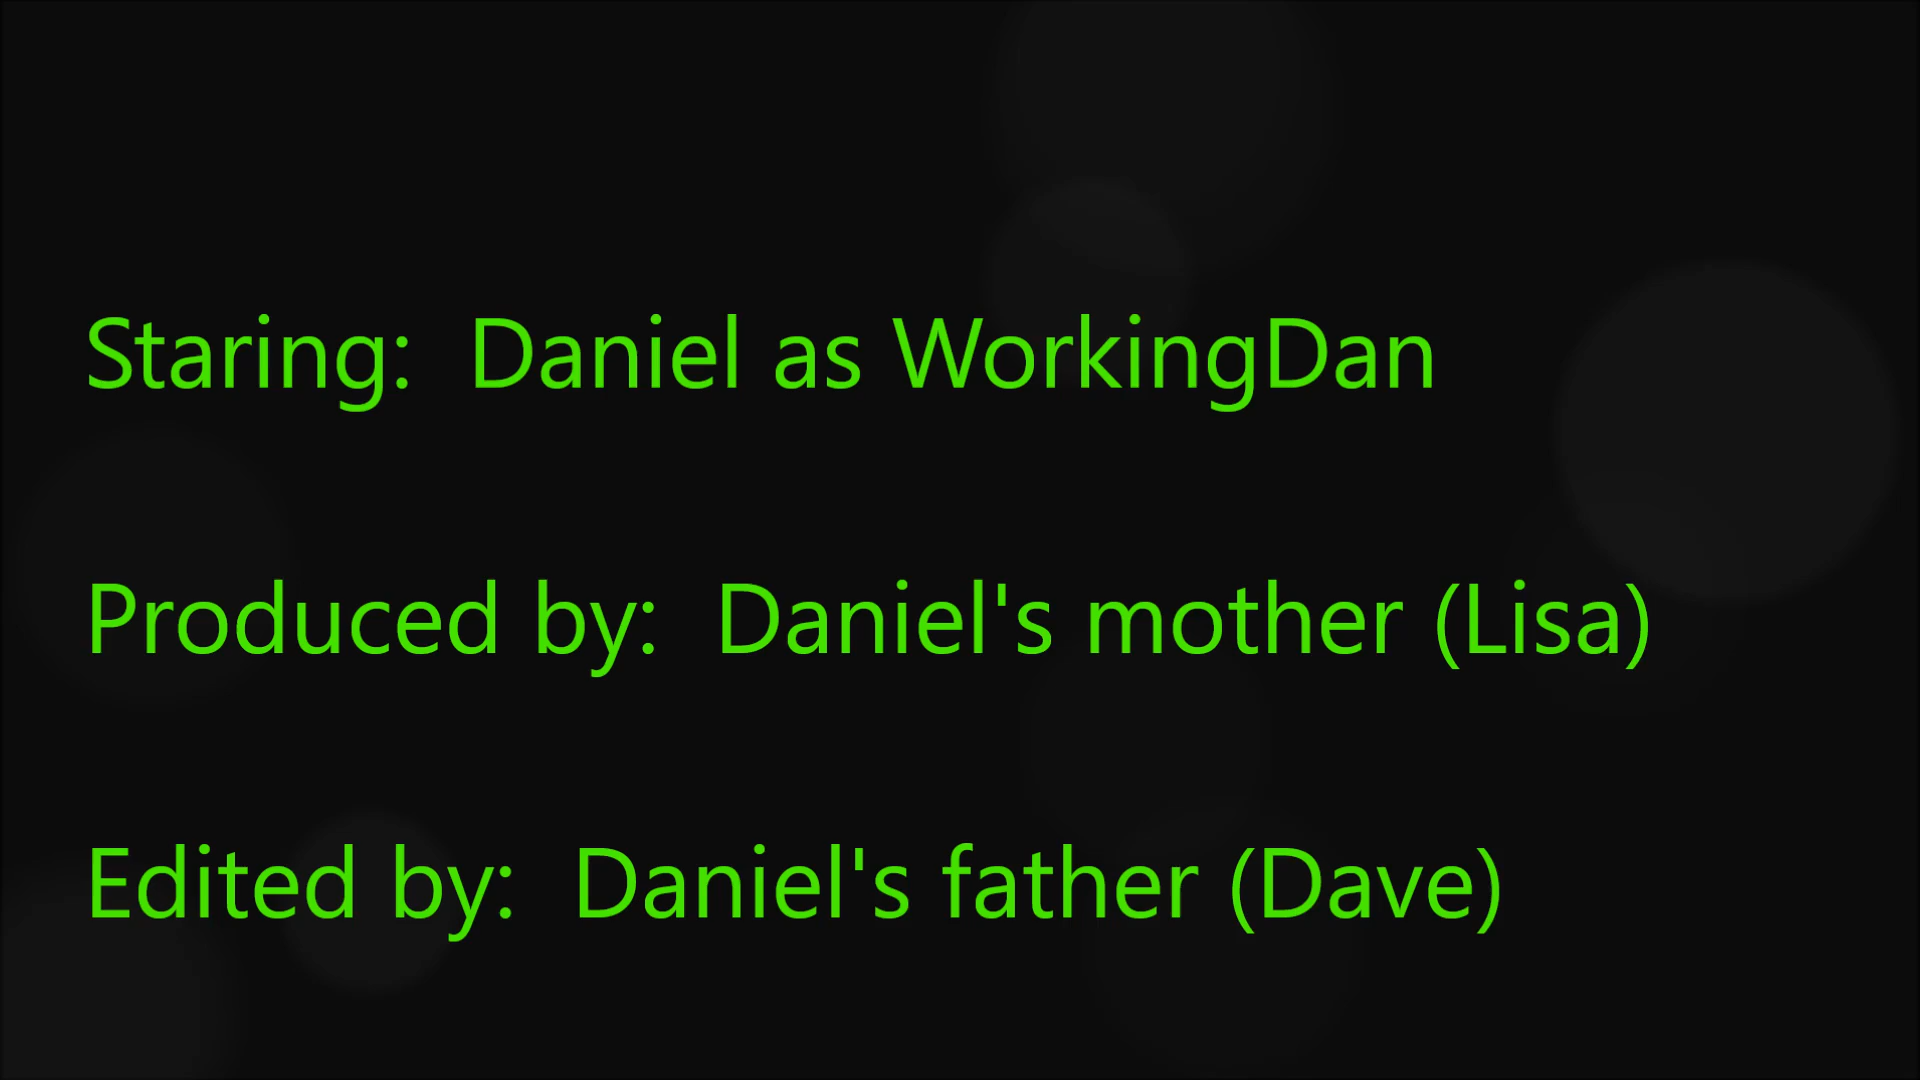 Staring:  Daniel as WorkingDan
Produced by:  Daniel's mother (Lisa)
Edited by:  Daniel's father (Dave)